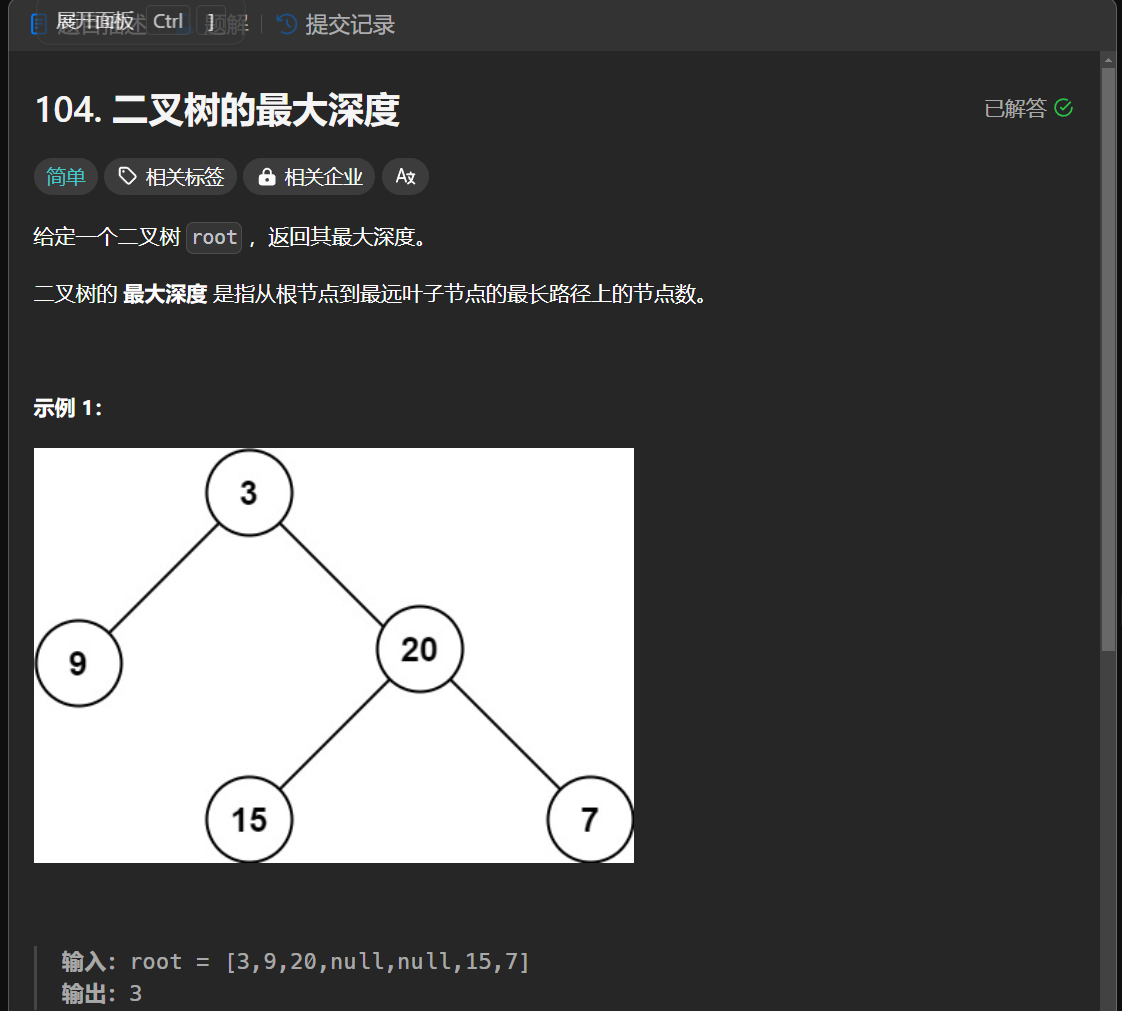 展开面板 Ctrl ]
提交记录
104. 二叉树的最大深度
已解答
简单 相关标签 相关企业
给定一个二叉树 root ，返回其最大深度。
二叉树的 最大深度 是指从根节点到最远叶子节点的最长路径上的节点数。
示例 1：
3
9
20
15
7
输入：root = [3,9,20,null,null,15,7]
输出：3